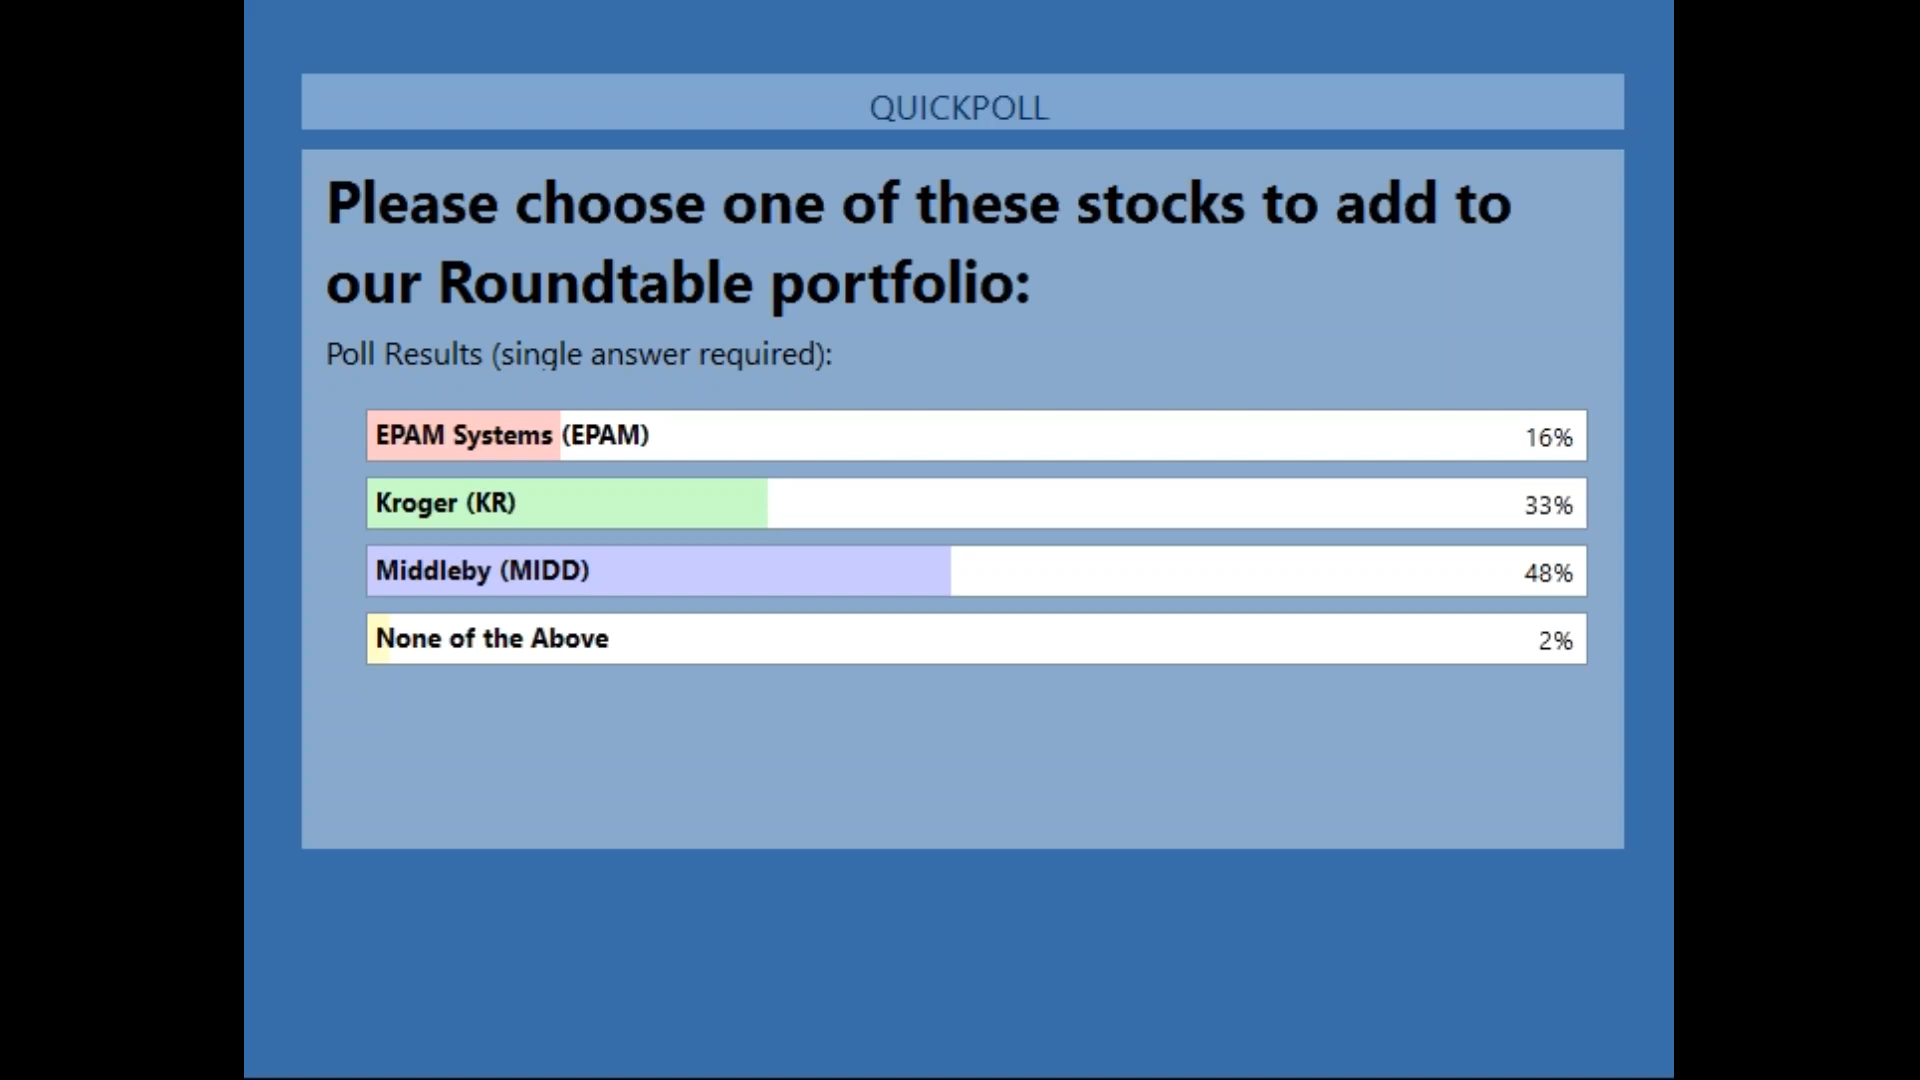 QUICKPOLL
Please choose one of these stocks to add to
our Roundtable portfolio:
Poll Results (single answer required):
EPAM Systems (EPAM) 16%
Kroger (KR) 33%
Middleby (MIDD) 48%
None of the Above 2%